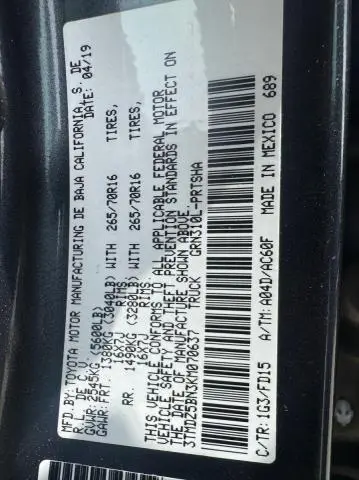 MFD.BY: TOYOTA MOTOR MANUFACTURING DE BAJA CALIFORNIA, S. DE
R.L. DE C.V. DATE: 04/19
GVWR: 2545KG (5600LB)
GAWR: FRT. 1380KG (3040LB) WITH 265/70R16 TIRES,
16X7J RIMS
RR. 1490KG (3280LB) WITH 265/70R16 TIRES,
16X7J RIMS
THIS VEHICLE CONFORMS TO ALL APPLICABLE FEDERAL MOTOR
VEHICLE SAFETY AND THEFT PREVENTION STANDARDS IN EFFECT ON
THE DATE OF MANUFACTURE SHOWN ABOVE.
3TMDZ5BN3KM070637 TRUCK GRN310L-PRTSHA
C/TR: 1G3/FD15 A/TM: A04D/AC60F MADE IN MEXICO 689